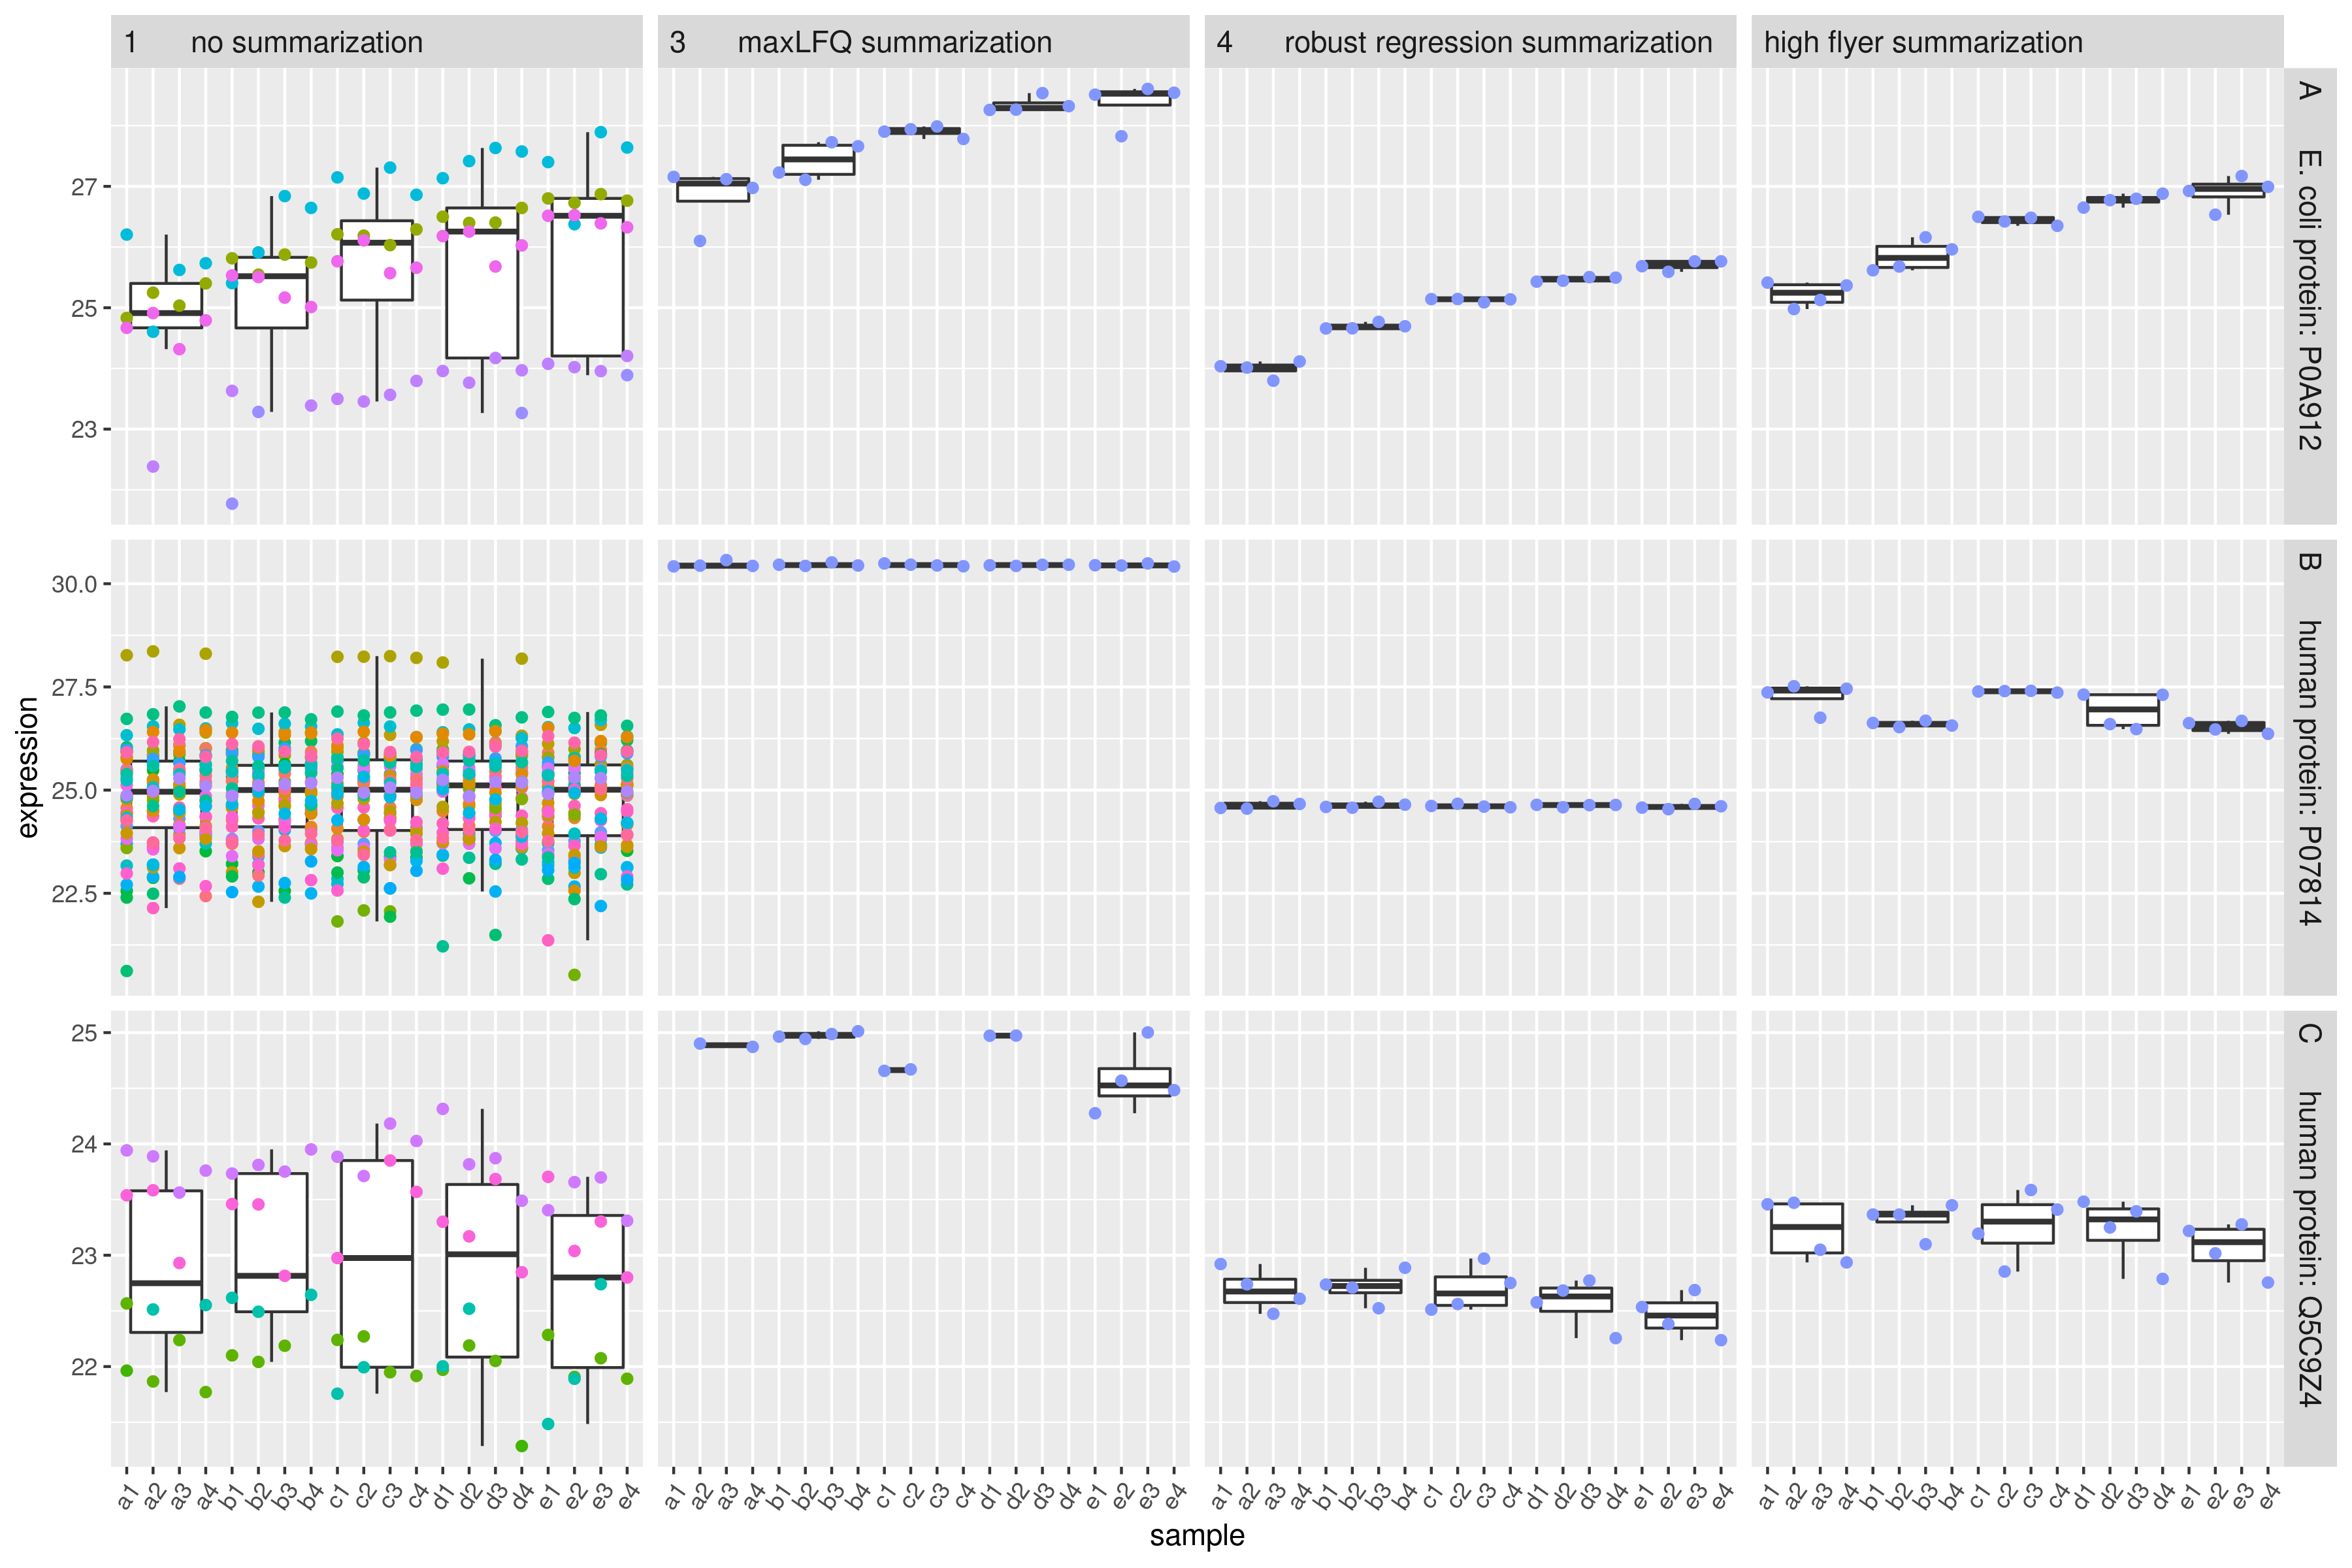 1 no summarization
3 maxLFQ summarization
4 robust regression summarization
high flyer summarization
27
25
23
A E. coli protein: P0A912
30.0
27.5
25.0
22.5
B human protein: P07814
25
24
23
22
C human protein: Q5C9Z4
expression
a1 a2 a3 a4 b1 b2 b3 b4 c1 c2 c3 c4 d1 d2 d3 d4 e1 e2 e3 e4
a1 a2 a3 a4 b1 b2 b3 b4 c1 c2 c3 c4 d1 d2 d3 d4 e1 e2 e3 e4
a1 a2 a3 a4 b1 b2 b3 b4 c1 c2 c3 c4 d1 d2 d3 d4 e1 e2 e3 e4
a1 a2 a3 a4 b1 b2 b3 b4 c1 c2 c3 c4 d1 d2 d3 d4 e1 e2 e3 e4
sample